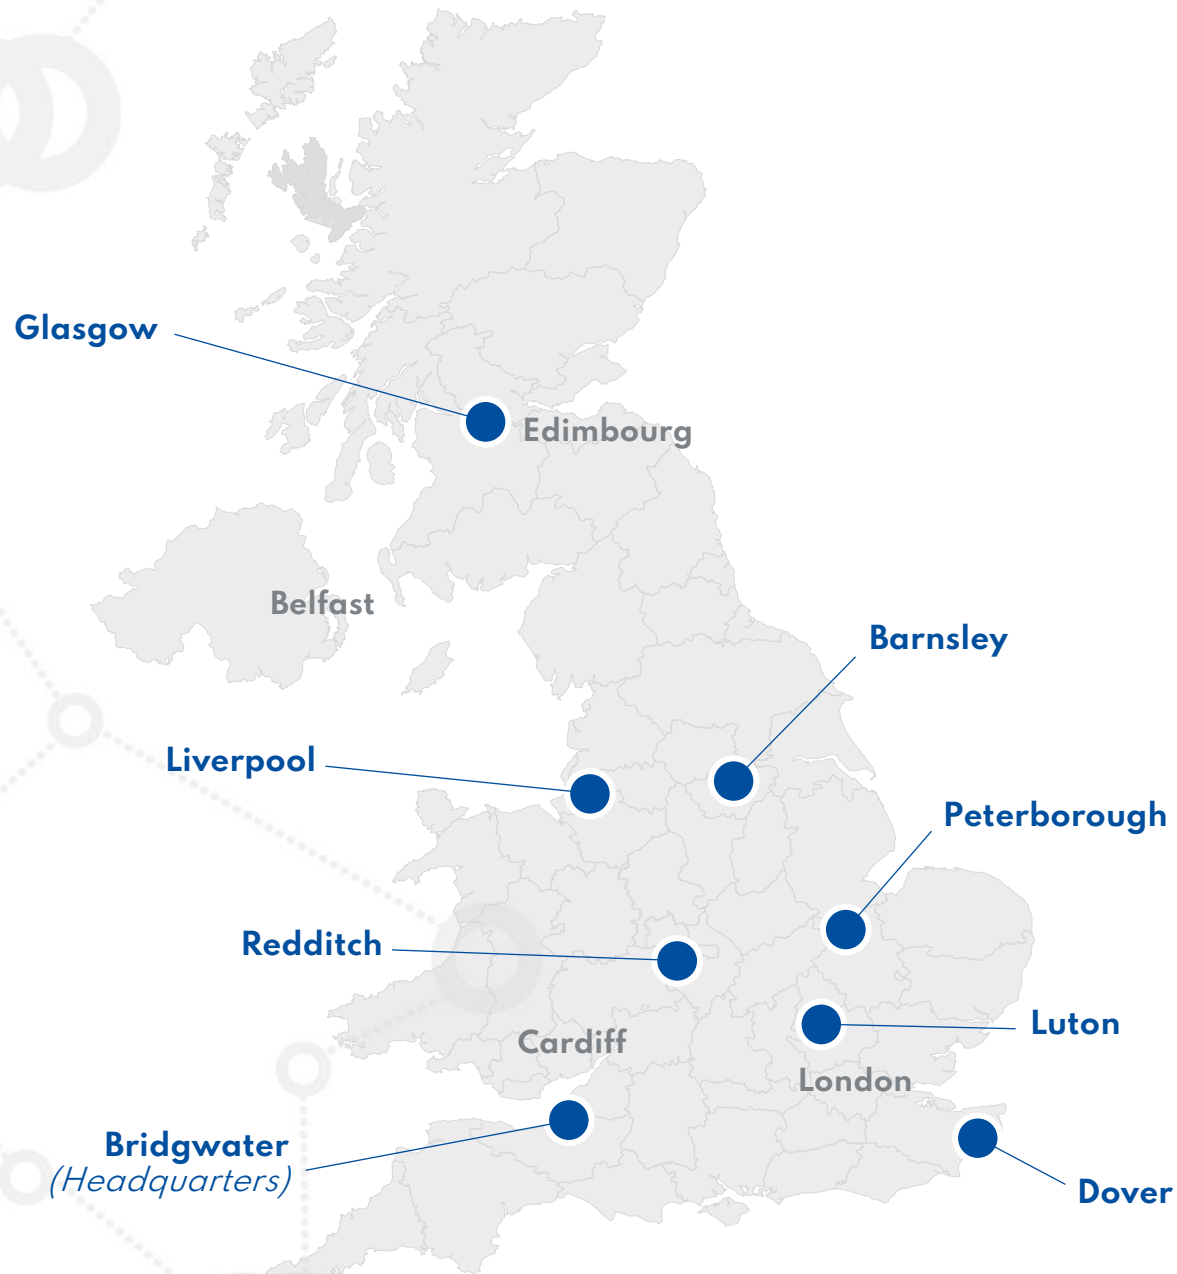 Glasgow
Edimbourg
Belfast
Barnsley
Liverpool
Peterborough
Redditch
Luton
Cardiff
London
Bridgwater
(Headquarters)
Dover